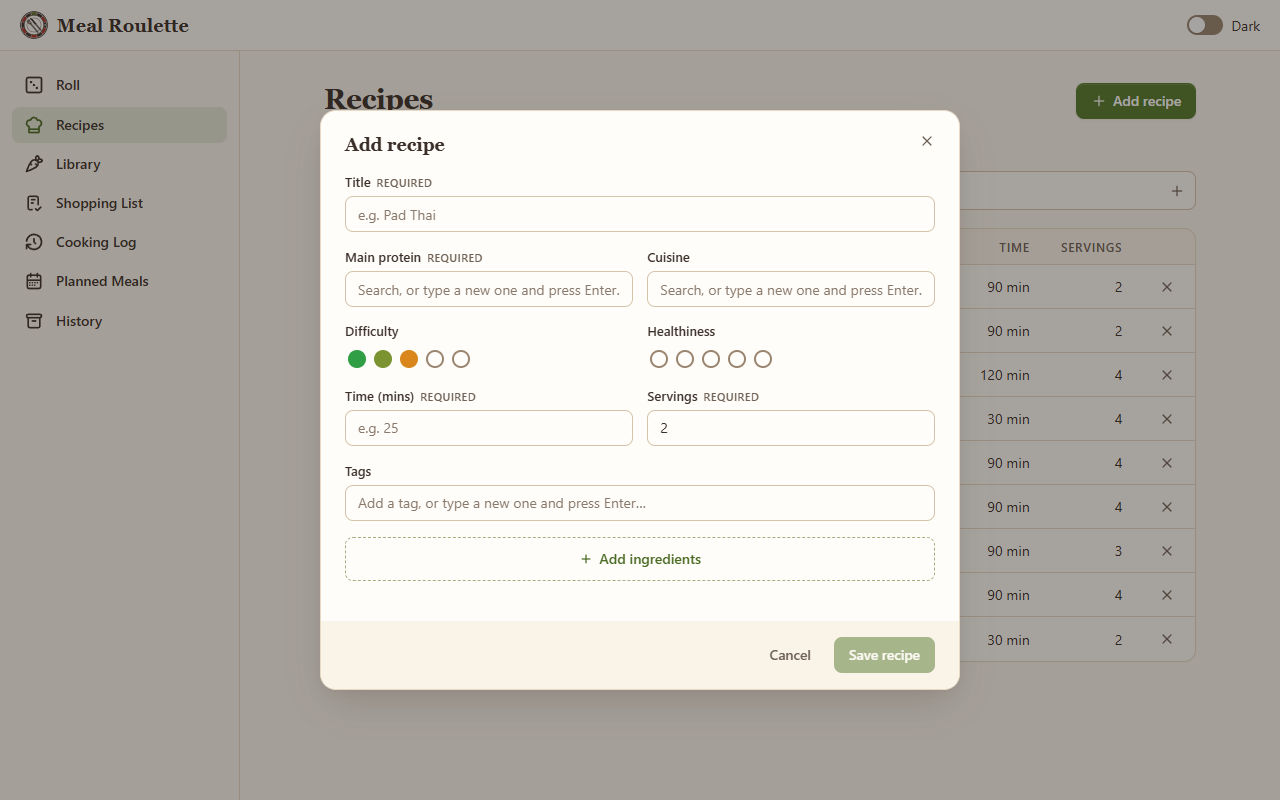 Meal Roulette
Dark
Roll
Recipes
Library
Shopping List
Cooking Log
Planned Meals
History
Recipes
+ Add recipe
TIME SERVINGS
90 min 2
90 min 2
120 min 4
30 min 4
90 min 4
90 min 4
90 min 3
90 min 4
30 min 2
Add recipe
Title REQUIRED
e.g. Pad Thai
Main protein REQUIRED
Search, or type a new one and press Enter.
Cuisine
Search, or type a new one and press Enter.
Difficulty
Healthiness
Time (mins) REQUIRED
e.g. 25
Servings REQUIRED
2
Tags
Add a tag, or type a new one and press Enter...
+ Add ingredients
Cancel
Save recipe